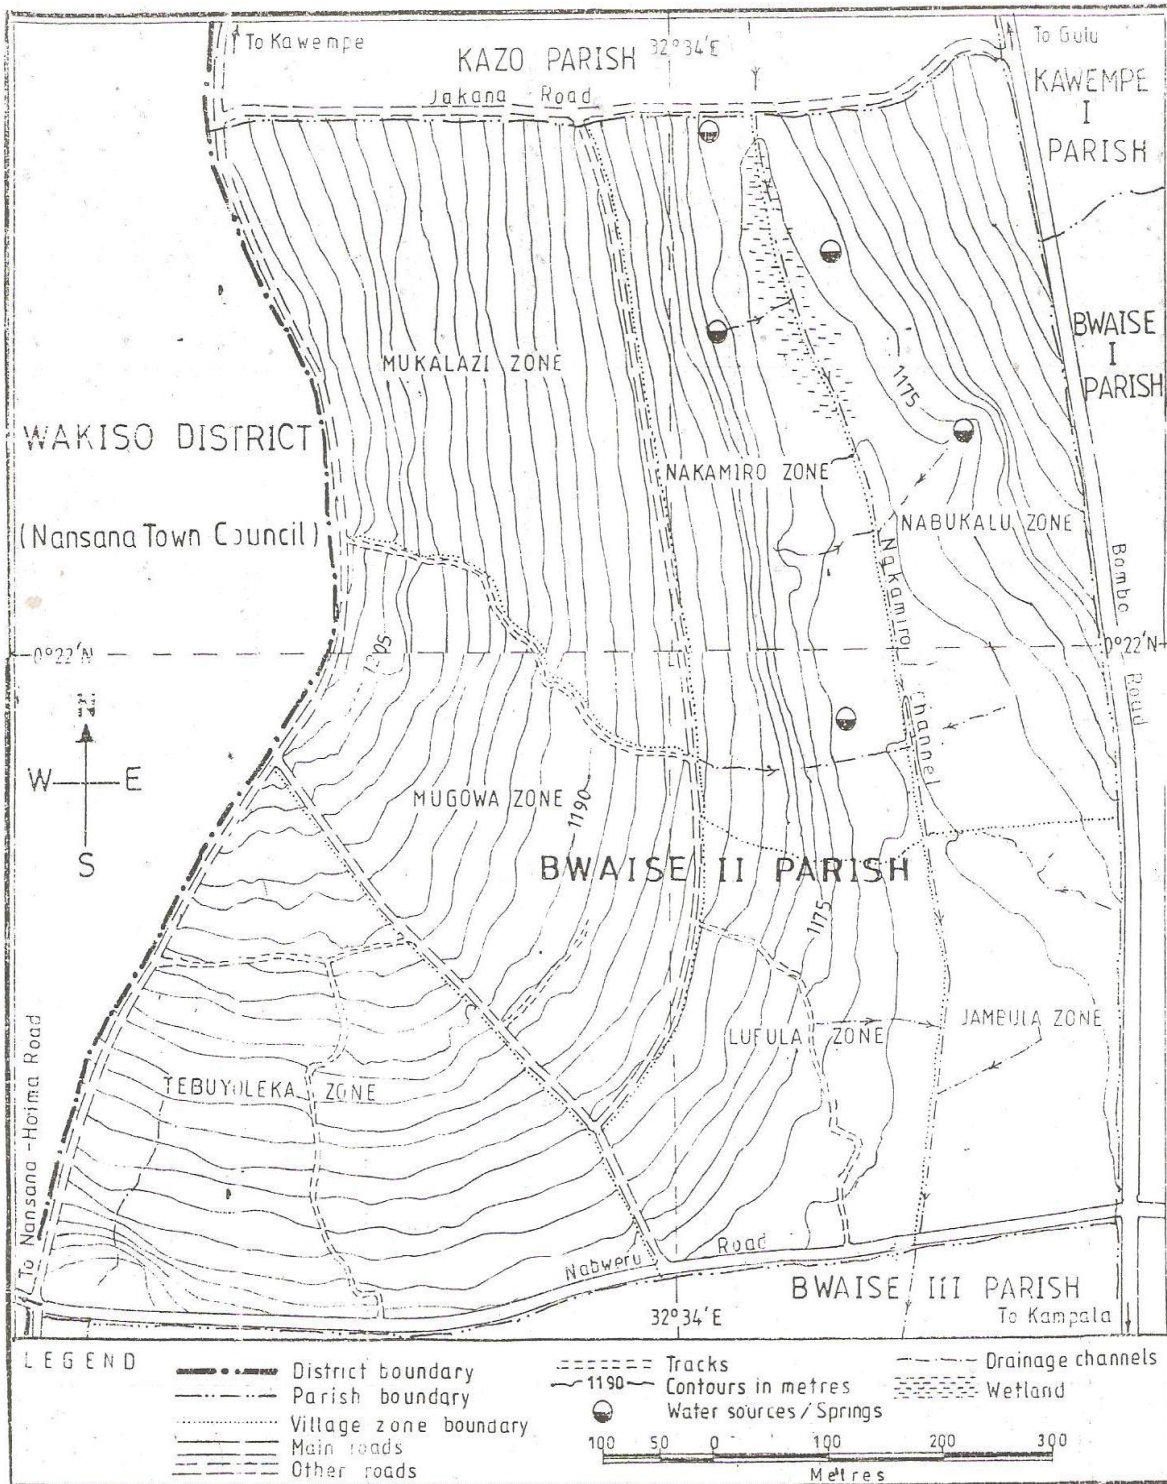 To Kawempe
KAZO PARISH
32°34'E
To Gulu
Jakana Road
KAWEMPE
I
PARISH
BWAISE
I
PARISH
MUKALAZI ZONE
1175
WAKISO DISTRICT
(Nansana Town Council)
NAKAMIRO ZONE
NABUKALU ZONE
Nakamiro
channel
Bombo
Road
0°22'N
1205
0°22'N
N
W
E
S
MUGOWA ZONE
1190
BWAISE II PARISH
1175
LUFULA ZONE
JAMBULA ZONE
TEBUYOLEKA ZONE
To Nansana-Hoima Road
Nabweru Road
BWAISE III PARISH
32°34'E
To Kampala
LEGEND
District boundary
Parish boundary
Village zone boundary
Main roads
Other roads
Tracks
1190 Contours in metres
Water sources/Springs
Drainage channels
Wetland
100 50 0 100 200 300
Metres